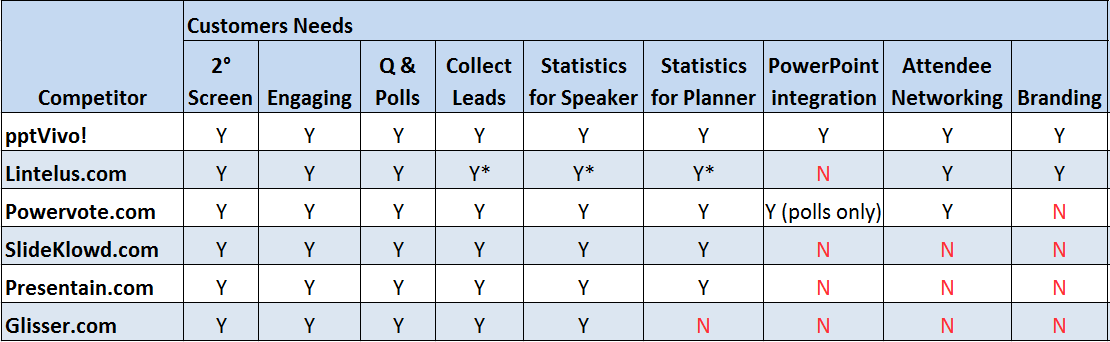 Customers Needs
Competitor 2° Screen Engaging Q & Polls Collect Leads Statistics for Speaker Statistics for Planner PowerPoint integration Attendee Networking Branding
pptVivo! Y Y Y Y Y Y Y Y Y
Lintelus.com Y Y Y Y* Y* Y* N Y Y
Powervote.com Y Y Y Y Y Y Y (polls only) Y N
SlideKlowd.com Y Y Y Y Y Y N N N
Presentain.com Y Y Y Y Y Y N N N
Glisser.com Y Y Y Y Y N N N N